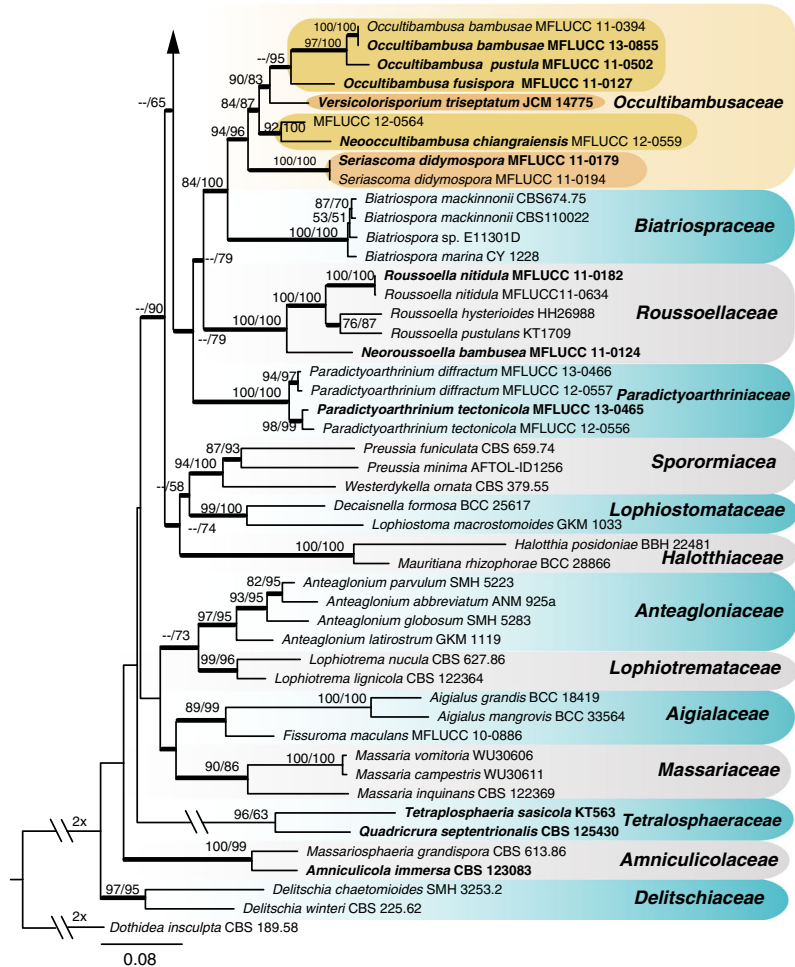 100/100
Occultibambusa bambusae MFLUCC 11-0394
97/100
Occultibambusa bambusae MFLUCC 13-0855
--/95
Occultibambusa pustula MFLUCC 11-0502
90/83
Occultibambusa fusispora MFLUCC 11-0127
--/65
84/87
Versicolorisporium triseptatum JCM 14775
Occultibambusaceae
92/100
MFLUCC 12-0564
94/96
Neooccultibambusa chiangraiensis MFLUCC 12-0559
100/100
Seriascoma didymospora MFLUCC 11-0179
Seriascoma didymospora MFLUCC 11-0194
84/100
87/70
Biatriospora mackinnonii CBS674.75
53/51
Biatriospora mackinnonii CBS110022
Biatriospraceae
100/100
Biatriospora sp. E11301D
--/79
Biatriospora marina CY 1228
100/100
Roussoella nitidula MFLUCC 11-0182
--/90
100/100
Roussoella nitidula MFLUCC11-0634
Roussoellaceae
100/100
Roussoella hysterioides HH26988
76/87
Roussoella pustulans KT1709
--/79
Neoroussoella bambusea MFLUCC 11-0124
94/97
Paradictyoarthrinium diffractum MFLUCC 13-0466
100/100
Paradictyoarthrinium diffractum MFLUCC 12-0557
Paradictyoarthriniaceae
Paradictyoarthrinium tectonicola MFLUCC 13-0465
98/99
Paradictyoarthrinium tectonicola MFLUCC 12-0556
87/93
Preussia funiculata CBS 659.74
94/100
Preussia minima AFTOL-ID1256
Sporormiacea
--/58
Westerdykella ornata CBS 379.55
99/100
Decaisnella formosa BCC 25617
Lophiostomataceae
--/74
Lophiostoma macrostomoides GKM 1033
100/100
Halotthia posidoniae BBH 22481
Halotthiaceae
Mauritiana rhizophorae BCC 28866
82/95
Anteaglonium parvulum SMH 5223
93/95
Anteaglonium abbreviatum ANM 925a
97/95
Anteaglonium globosum SMH 5283
Anteagloniaceae
--/73
Anteaglonium latirostrum GKM 1119
99/96
Lophiotrema nucula CBS 627.86
Lophiotremataceae
Lophiotrema lignicola CBS 122364
100/100
Aigialus grandis BCC 18419
89/99
Aigialus mangrovis BCC 33564
Aigialaceae
Fissuroma maculans MFLUCC 10-0886
100/100
Massaria vomitoria WU30606
90/86
Massaria campestris WU30611
Massariaceae
Massaria inquinans CBS 122369
96/63
Tetraplosphaeria sasicola KT563
Tetralosphaeraceae
2x
Quadricrura septentrionalis CBS 125430
100/99
Massariosphaeria grandispora CBS 613.86
Amniculicolaceae
Amniculicola immersa CBS 123083
97/95
Delitschia chaetomioides SMH 3253.2
Delitschiaceae
Delitschia winteri CBS 225.62
2x
Dothidea insculpta CBS 189.58
0.08